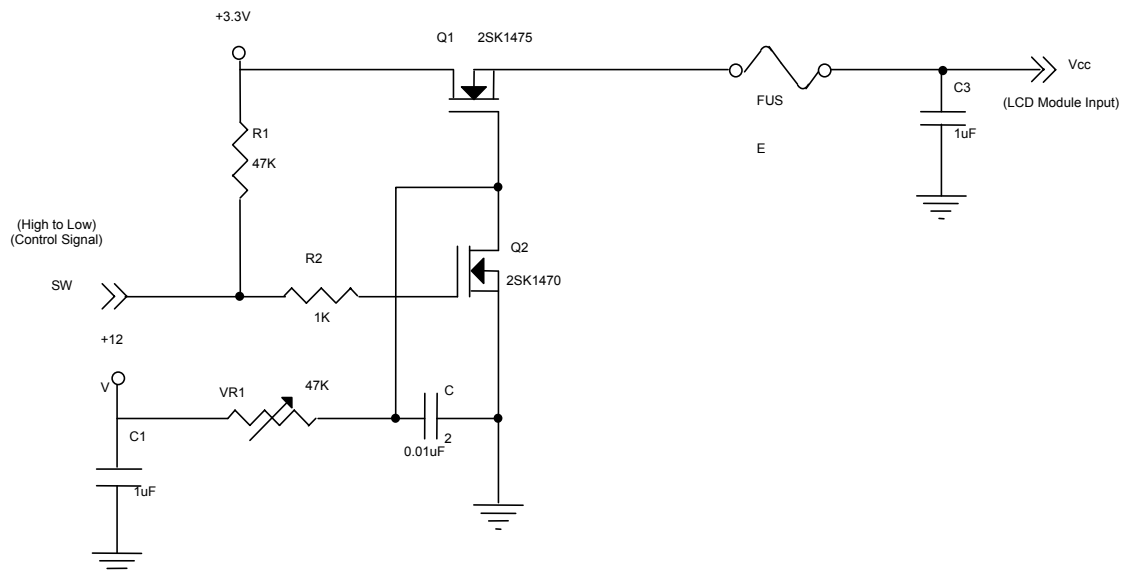 +3.3V
Q1 2SK1475
Vcc
(LCD Module Input)
FUS
E
C3
1uF
R1
47K
(High to Low)
(Control Signal)
SW
R2
1K
Q2
2SK1470
+12
V
VR1
47K
C
2
0.01uF
C1
1uF